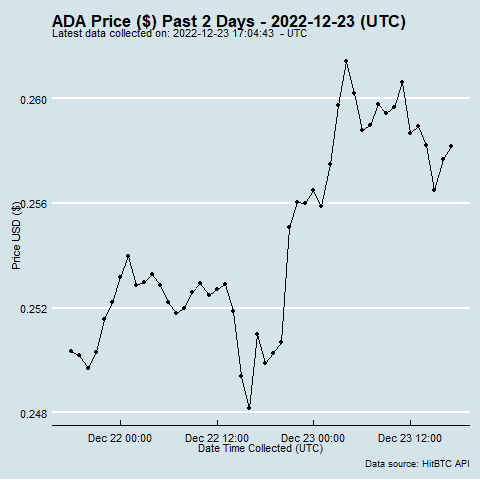 ADA Price ($) Past 2 Days - 2022-12-23 (UTC)
Latest data collected on: 2022-12-23 17:04:43 - UTC
0.260
0.256
0.252
0.248
Price USD ($)
Dec 22 00:00
Dec 22 12:00
Dec 23 00:00
Dec 23 12:00
Date Time Collected (UTC)
Data source: HitBTC API